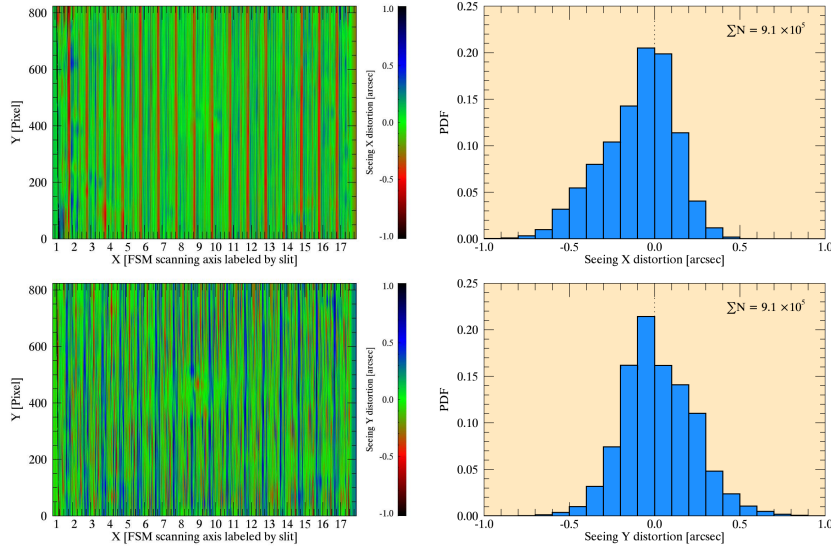 800
600
400
200
0
Y [Pixel]
1 2 3 4 5 6 7 8 9 10 11 12 13 14 15 16 17
X [FSM scanning axis labeled by slit]
1.0
0.5
0.0
-0.5
-1.0
Seeing X distortion [arcsec]
0.25
0.20
0.15
0.10
0.05
0.00
PDF
∑N = 9.1 ×10⁵
-1.0 -0.5 0.0 0.5 1.0
Seeing X distortion [arcsec]
800
600
400
200
0
Y [Pixel]
1 2 3 4 5 6 7 8 9 10 11 12 13 14 15 16 17
X [FSM scanning axis labeled by slit]
1.0
0.5
0.0
-0.5
-1.0
Seeing Y distortion [arcsec]
0.25
0.20
0.15
0.10
0.05
0.00
PDF
∑N = 9.1 ×10⁵
-1.0 -0.5 0.0 0.5 1.0
Seeing Y distortion [arcsec]